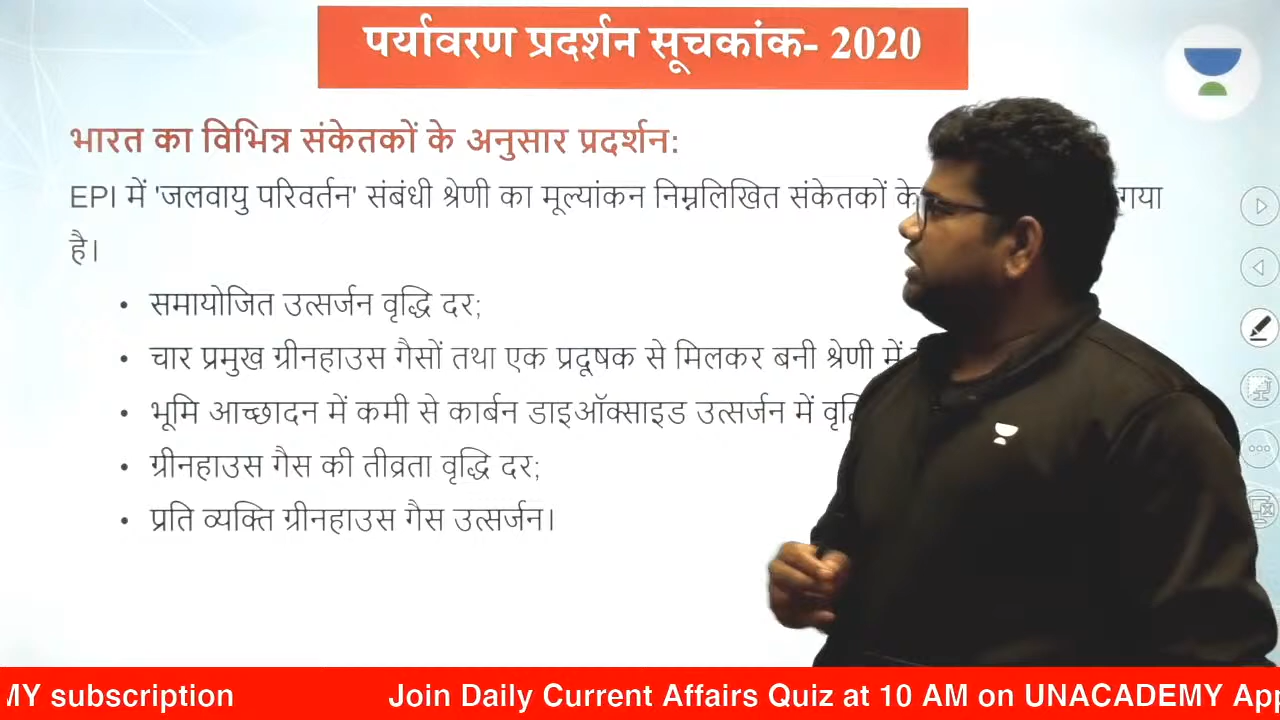 पर्यावरण प्रदर्शन सूचकांक- 2020
भारत का विभिन्न संकेतकों के अनुसार प्रदर्शन:
EPI में 'जलवायु परिवर्तन' संबंधी श्रेणी का मूल्यांकन निम्नलिखित संकेतकों के गया
है।
• समायोजित उत्सर्जन वृद्धि दर;
• चार प्रमुख ग्रीनहाउस गैसों तथा एक प्रदूषक से मिलकर बनी श्रेणी में
• भूमि आच्छादन में कमी से कार्बन डाइऑक्साइड उत्सर्जन में
• ग्रीनहाउस गैस की तीव्रता वृद्धि दर;
• प्रति व्यक्ति ग्रीनहाउस गैस उत्सर्जन।
MY subscription Join Daily Current Affairs Quiz at 10 AM on UNACADEMY App